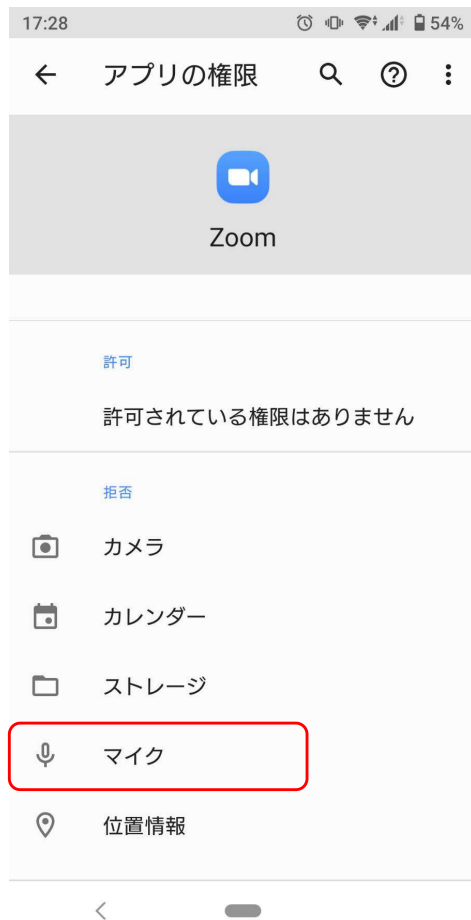 17:28 54%
アプリの権限
Zoom
許可
許可されている権限はありません
拒否
カメラ
カレンダー
ストレージ
マイク
位置情報